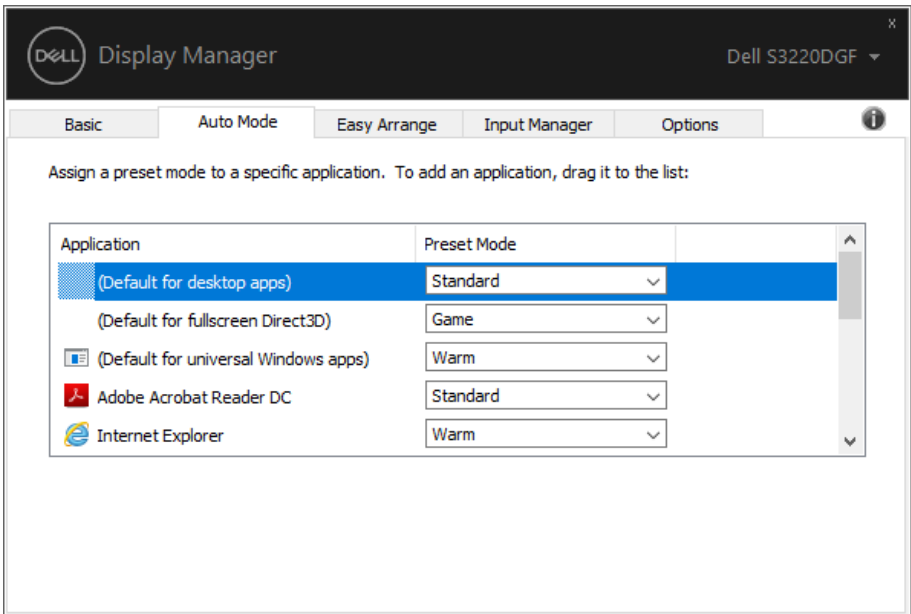 DELL Display Manager
x
Dell S3220DGF
Basic Auto Mode Easy Arrange Input Manager Options
Assign a preset mode to a specific application. To add an application, drag it to the list:
Application Preset Mode
(Default for desktop apps) Standard
(Default for fullscreen Direct3D) Game
(Default for universal Windows apps) Warm
Adobe Acrobat Reader DC Standard
Internet Explorer Warm